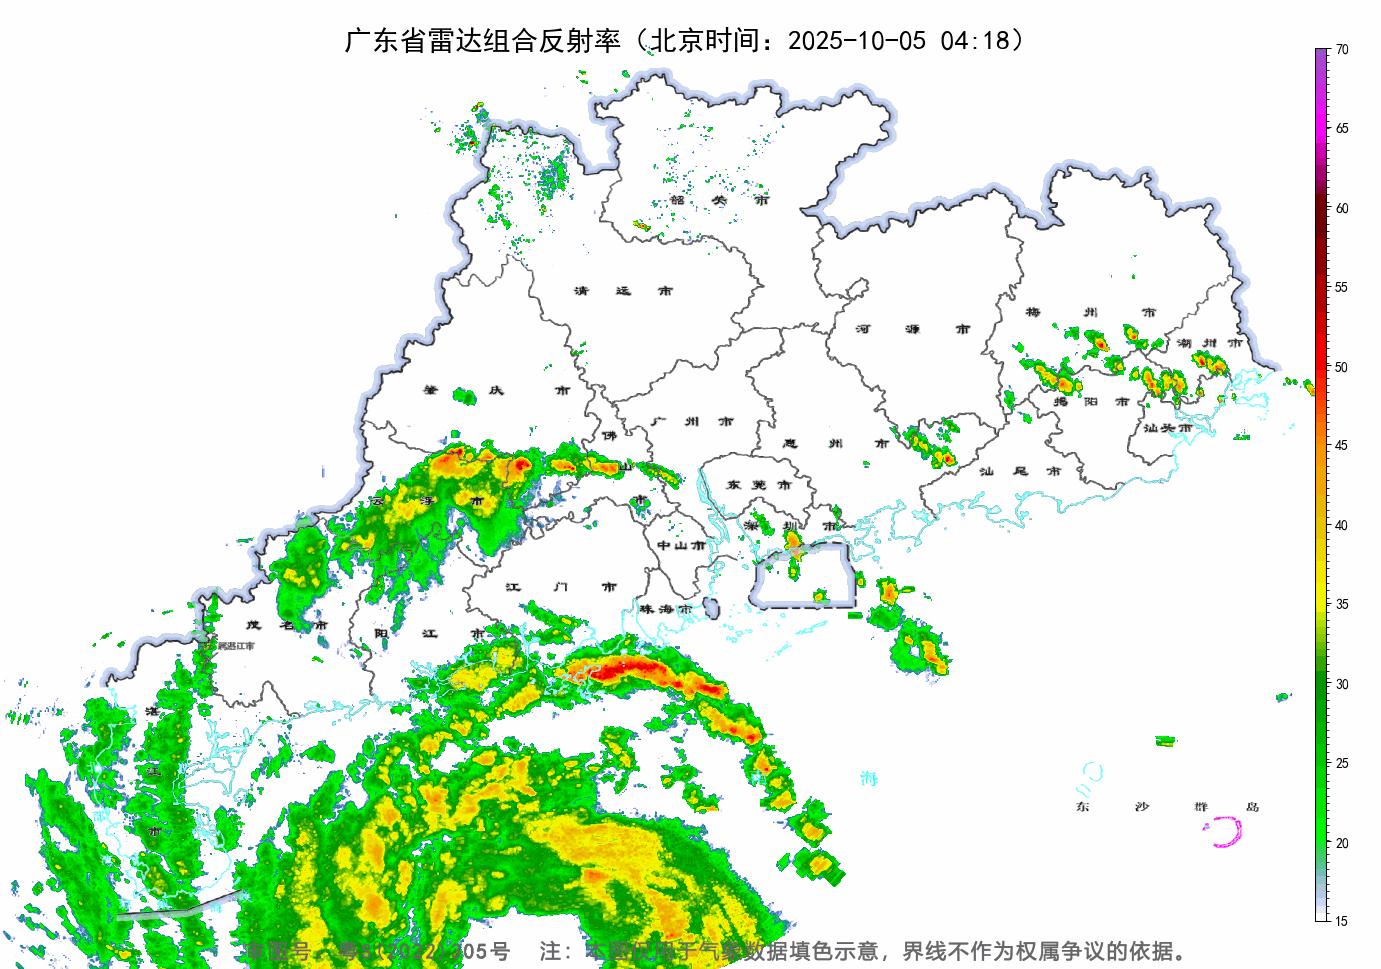 广东省雷达组合反射率（北京时间：2025-10-05 04:18）
70
65
韶关市
60
清远市
55
梅州市
河源市
潮州市
50
肇庆市
揭阳市
广州市
汕头市
佛山市
惠州市
45
汕尾市
东莞市
云浮市
40
深圳市
中山市
江门市
珠海市
35
茂名市
阳江市
属湛江市
30
湛江市
25
南海
东沙群岛
20
15
审图号：粤S(2022)305号 注：本图仅用于气象数据填色示意，界线不作为权属争议的依据。